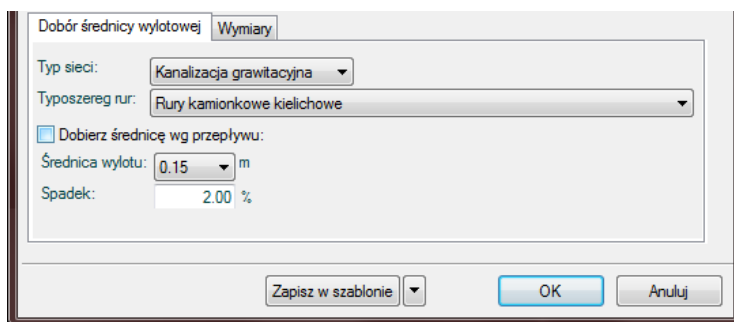 Dobór średnicy wylotowej Wymiary
Typ sieci: Kanalizacja grawitacyjna
Typoszereg rur: Rury kamionkowe kielichowe
Dobierz średnicę wg przepływu:
Średnica wylotu: 0.15 m
Spadek: 2.00 %
Zapisz w szablonie OK Anuluj